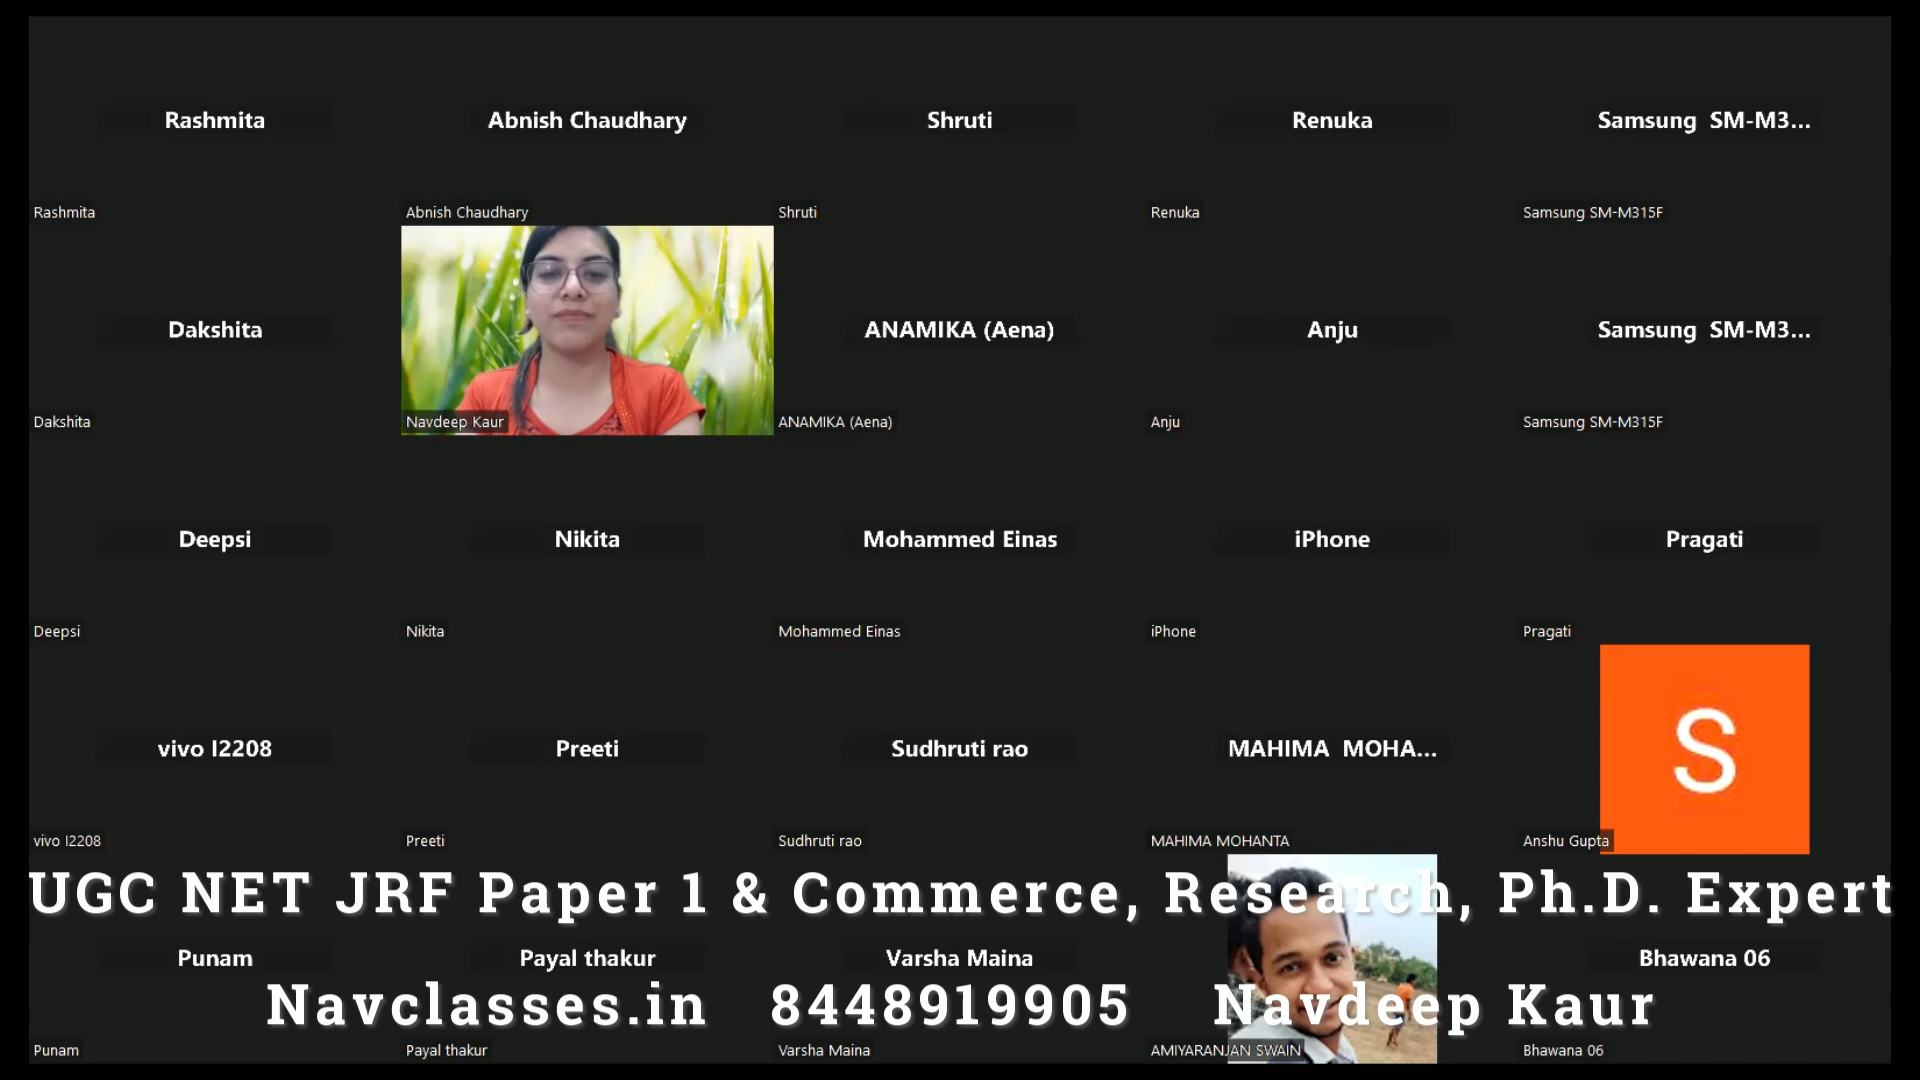 Rashmita Abnish Chaudhary Shruti Renuka Samsung SM-M3...
Rashmita Abnish Chaudhary Shruti Renuka Samsung SM-M315F
Dakshita ANAMIKA (Aena) Anju Samsung SM-M3...
Dakshita Navdeep Kaur ANAMIKA (Aena) Anju Samsung SM-M315F
Deepsi Nikita Mohammed Einas iPhone Pragati
Deepsi Nikita Mohammed Einas iPhone Pragati
vivo I2208 Preeti Sudhruti rao MAHIMA MOHA... S
vivo I2208 Preeti Sudhruti rao MAHIMA MOHANTA Anshu Gupta
UGC NET JRF Paper 1 & Commerce, Research, Ph.D. Expert
Punam Payal thakur Varsha Maina Bhawana 06
Navclasses.in 8448919905 Navdeep Kaur
Punam Payal thakur Varsha Maina AMIYARANJAN SWAIN Bhawana 06